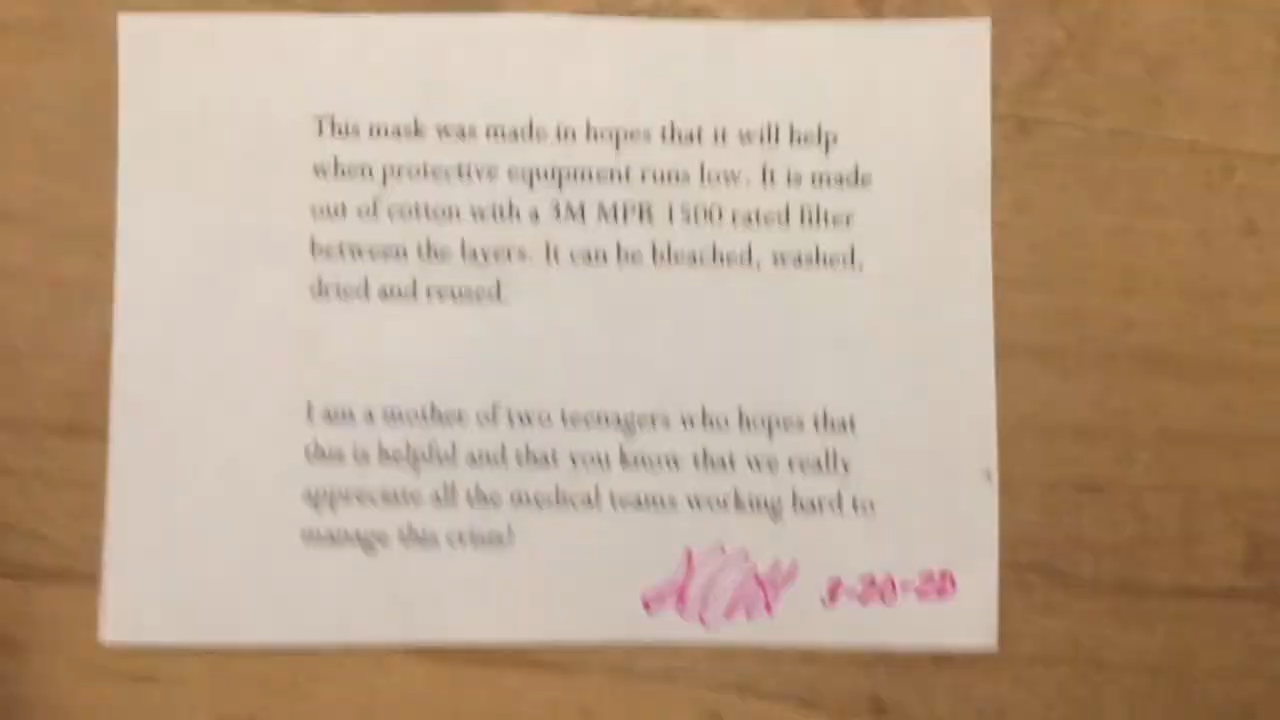 This mask was made in hopes that it will help
when protective equipment runs low. It is made
out of cotton with a 3M MPR 1500 rated filter
between the layers. It can be bleached, washed,
dried and reused.
I am a mother of two teenagers who hopes that
this is helpful and that you know that we really
appreciate all the medical teams working hard to
manage this crisis!
3-20-20